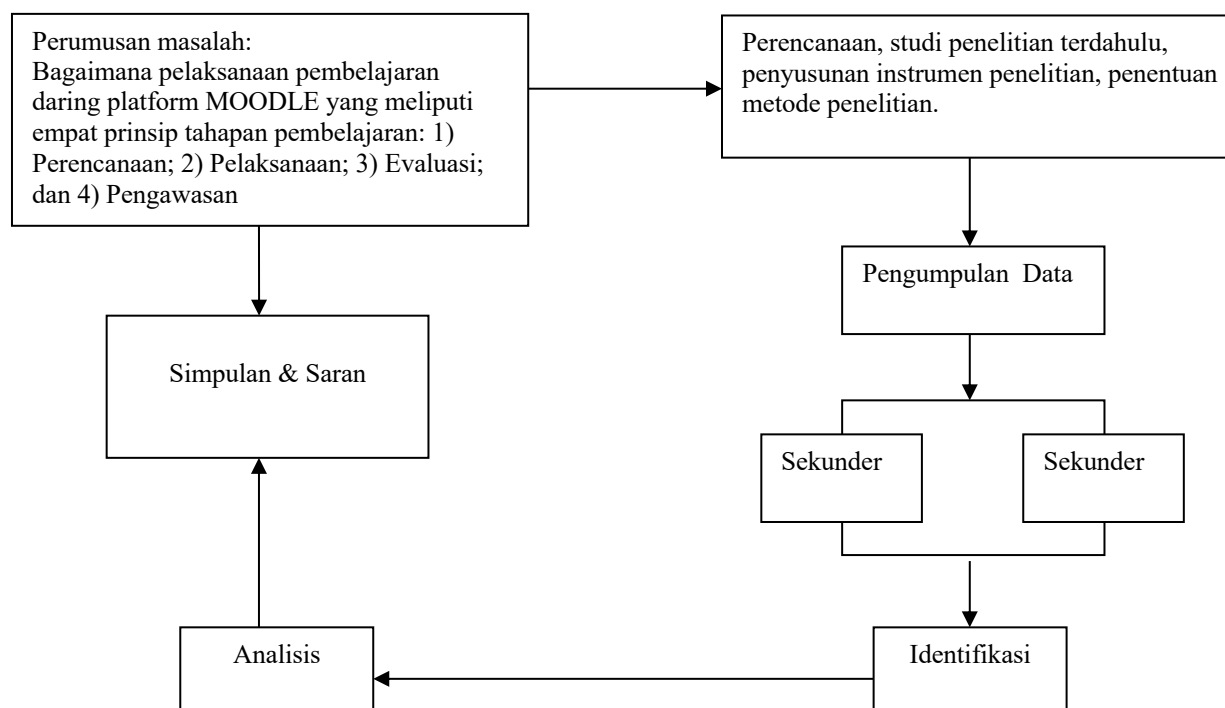 Perumusan masalah:
Bagaimana pelaksanaan pembelajaran
daring platform MOODLE yang meliputi
empat prinsip tahapan pembelajaran: 1)
Perencanaan; 2) Pelaksanaan; 3) Evaluasi;
dan 4) Pengawasan
Perencanaan, studi penelitian terdahulu,
penyusunan instrumen penelitian, penentuan
metode penelitian.
Pengumpulan Data
Simpulan & Saran
Sekunder
Sekunder
Analisis
Identifikasi